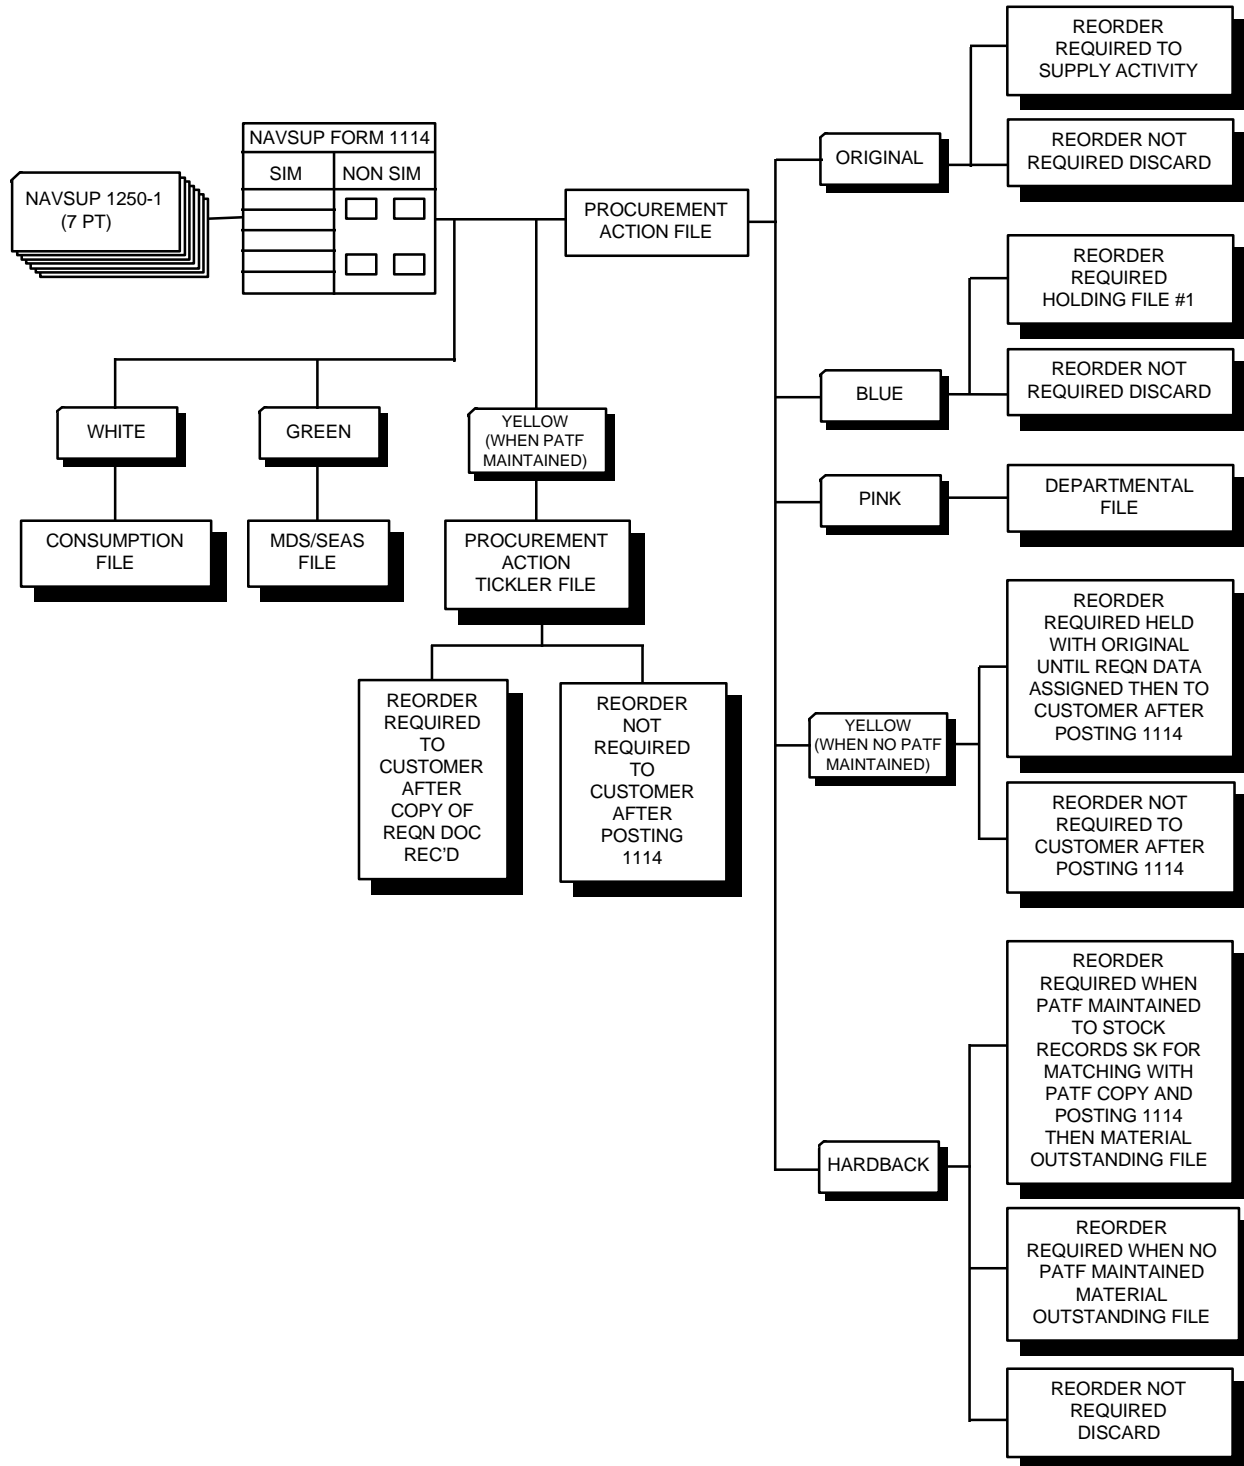 NAVSUP 1250-1
(7 PT)
NAVSUP FORM 1114
SIM
NON SIM
PROCUREMENT
ACTION FILE
WHITE
CONSUMPTION
FILE
GREEN
MDS/SEAS
FILE
YELLOW
(WHEN PATF
MAINTAINED)
PROCUREMENT
ACTION
TICKLER FILE
REORDER
REQUIRED
TO
CUSTOMER
AFTER
COPY OF
REQN DOC
REC'D
REORDER
NOT
REQUIRED
TO
CUSTOMER
AFTER
POSTING
1114
ORIGINAL
REORDER
REQUIRED TO
SUPPLY ACTIVITY
REORDER NOT
REQUIRED DISCARD
BLUE
REORDER
REQUIRED
HOLDING FILE #1
REORDER NOT
REQUIRED DISCARD
PINK
DEPARTMENTAL
FILE
YELLOW
(WHEN NO PATF
MAINTAINED)
REORDER
REQUIRED HELD
WITH ORIGINAL
UNTIL REQN DATA
ASSIGNED THEN TO
CUSTOMER AFTER
POSTING 1114
REORDER NOT
REQUIRED TO
CUSTOMER AFTER
POSTING 1114
HARDBACK
REORDER
REQUIRED WHEN
PATF MAINTAINED
TO STOCK
RECORDS SK FOR
MATCHING WITH
PATF COPY AND
POSTING 1114
THEN MATERIAL
OUTSTANDING FILE
REORDER
REQUIRED WHEN NO
PATF MAINTAINED
MATERIAL
OUTSTANDING FILE
REORDER NOT
REQUIRED
DISCARD